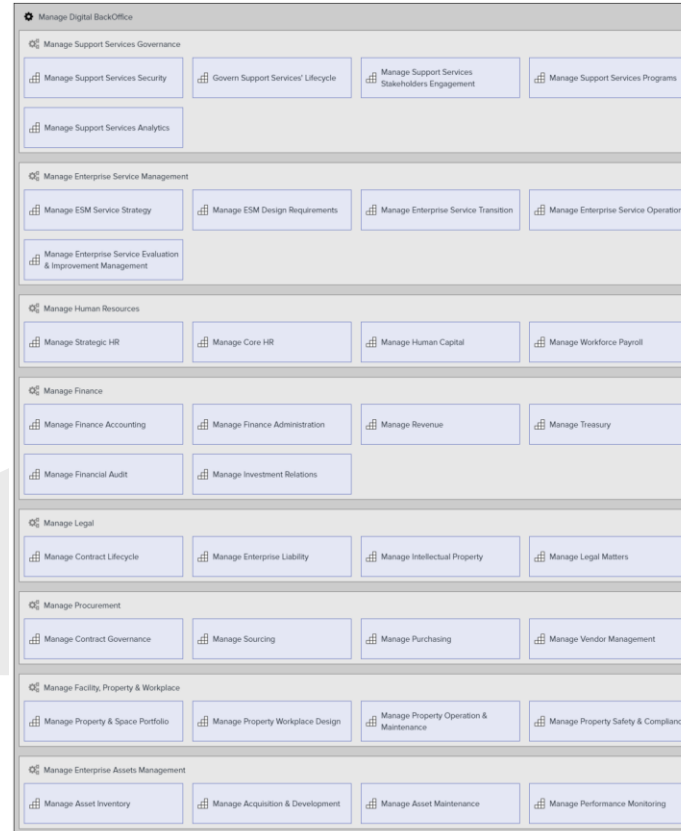 Manage Digital BackOffice
Manage Support Services Governance
Manage Support Services Security
Govern Support Services' Lifecycle
Manage Support Services
Stakeholders Engagement
Manage Support Services Programs
Manage Support Services Analytics
Manage Enterprise Service Management
Manage ESM Service Strategy
Manage ESM Design Requirements
Manage Enterprise Service Transition
Manage Enterprise Service Operation
Manage Enterprise Service Evaluation
& Improvement Management
Manage Human Resources
Manage Strategic HR
Manage Core HR
Manage Human Capital
Manage Workforce Payroll
Manage Finance
Manage Finance Accounting
Manage Finance Administration
Manage Revenue
Manage Treasury
Manage Financial Audit
Manage Investment Relations
Manage Legal
Manage Contract Lifecycle
Manage Enterprise Liability
Manage Intellectual Property
Manage Legal Matters
Manage Procurement
Manage Contract Governance
Manage Sourcing
Manage Purchasing
Manage Vendor Management
Manage Facility, Property & Workplace
Manage Property & Space Portfolio
Manage Property Workplace Design
Manage Property Operation &
Maintenance
Manage Property Safety & Complianc
Manage Enterprise Assets Management
Manage Asset Inventory
Manage Acquisition & Development
Manage Asset Maintenance
Manage Performance Monitoring